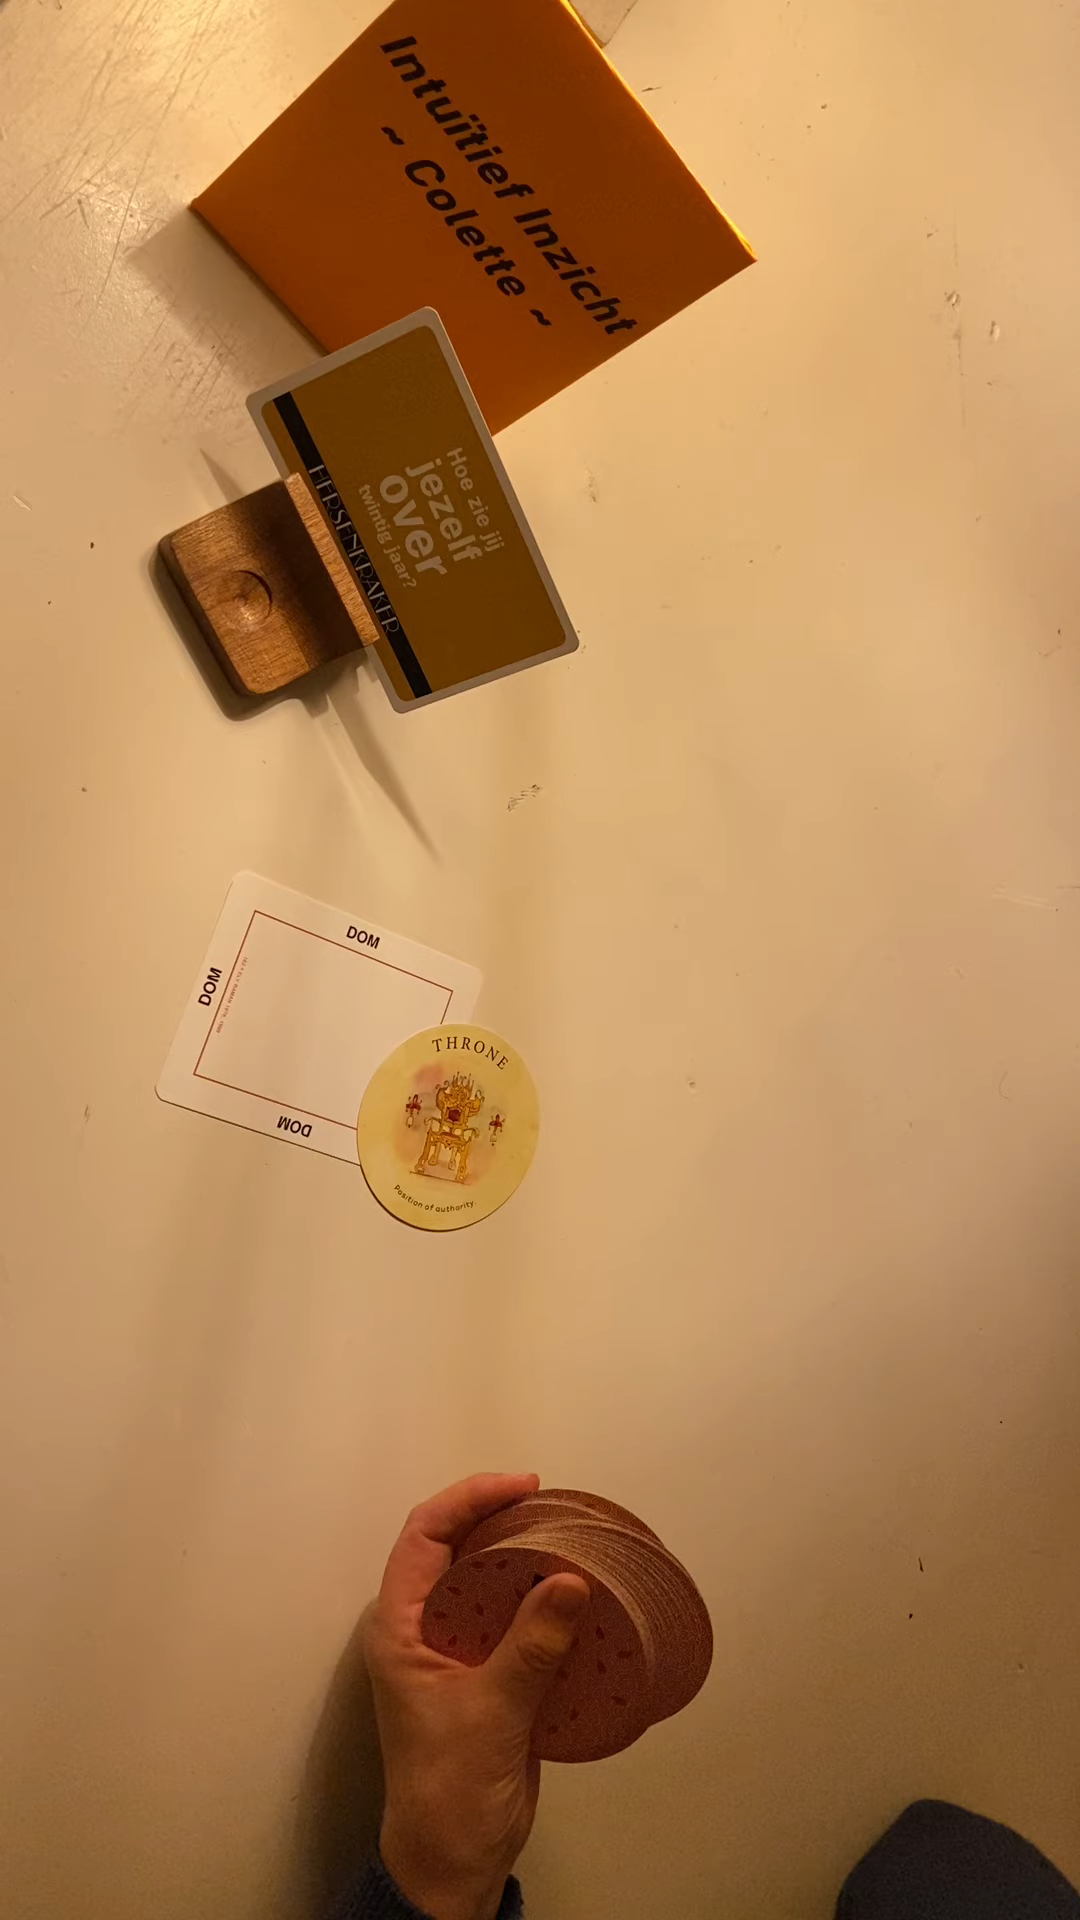 Intuïtief Inzicht
~ Colette ~
Hoe zie jij
jezelf
over
twintig jaar?
HERSENKRAKER
DOM
DOM
DOM
THRONE
Position of authority.